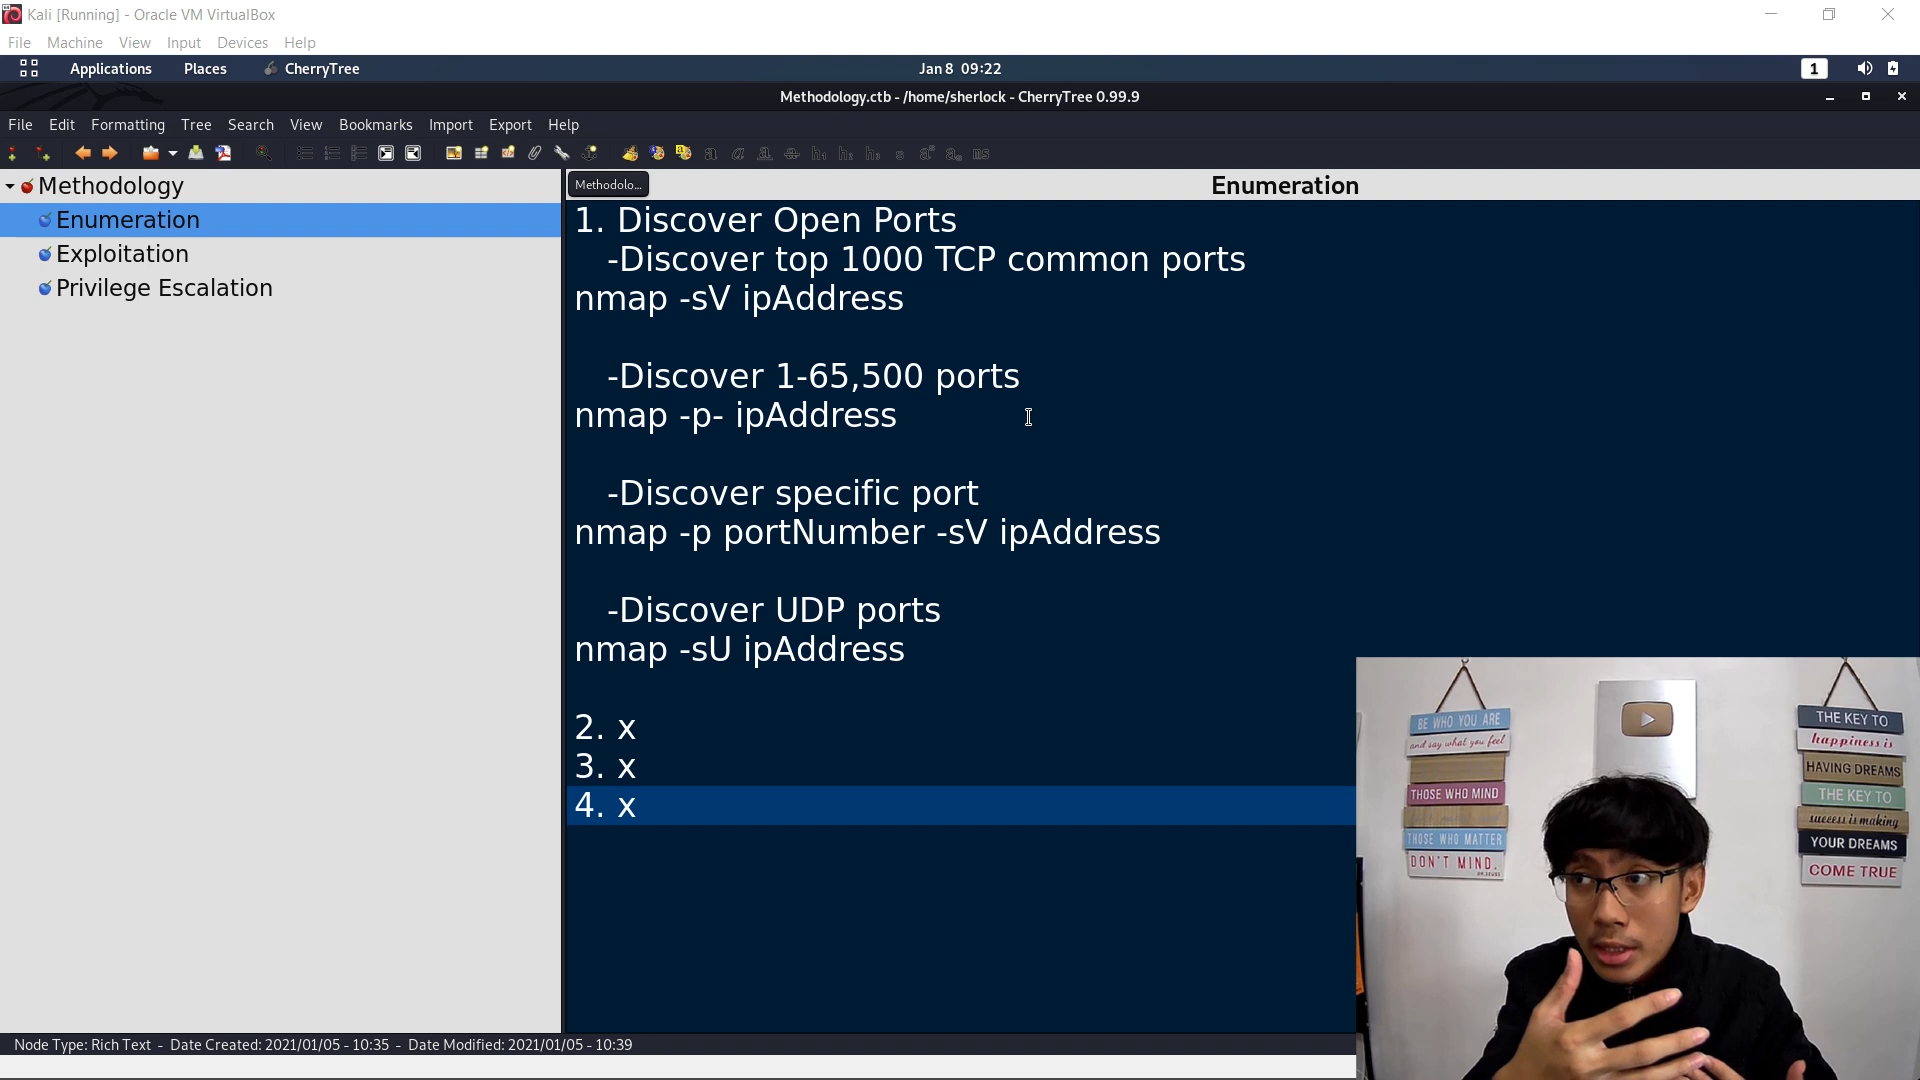 Kali [Running] - Oracle VM VirtualBox
File Machine View Input Devices Help
Applications Places CherryTree Jan 8 09:22 1
Methodology.ctb - /home/sherlock - CherryTree 0.99.9
File Edit Formatting Tree Search View Bookmarks Import Export Help
a a a a h1 h2 h3 s a a ms
Methodology
Enumeration
Exploitation
Privilege Escalation
Methodolo...
Enumeration
1. Discover Open Ports
-Discover top 1000 TCP common ports
nmap -sV ipAddress
-Discover 1-65,500 ports
nmap -p- ipAddress
-Discover specific port
nmap -p portNumber -sV ipAddress
-Discover UDP ports
nmap -sU ipAddress
2. x
3. x
4. x
BE WHO YOU ARE
and say what you feel
THOSE WHO MIND
THOSE WHO MATTER
DON'T MIND.
THE KEY TO
happiness is
HAVING DREAMS
THE KEY TO
success is making
YOUR DREAMS
COME TRUE
Node Type: Rich Text - Date Created: 2021/01/05 - 10:35 - Date Modified: 2021/01/05 - 10:39